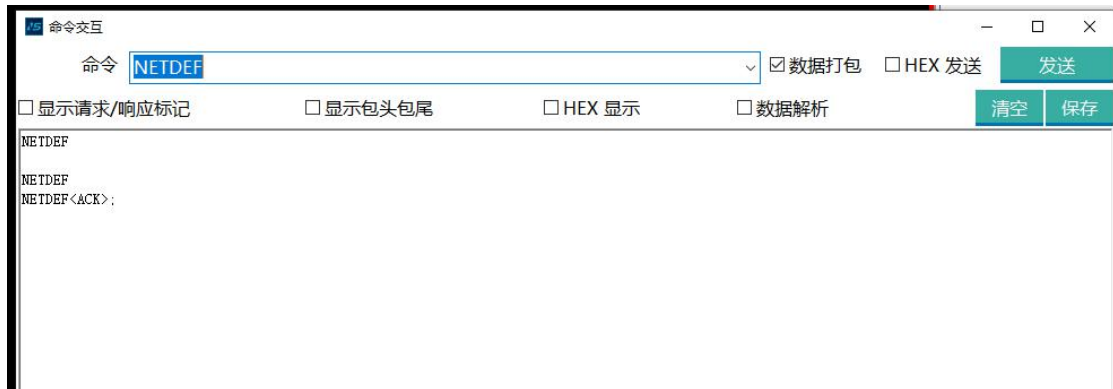 命令交互
命令 NETDEF 数据打包 HEX 发送 发送
显示请求/响应标记 显示包头包尾 HEX 显示 数据解析 清空 保存
NETDEF
NETDEF
NETDEF<ACK>;